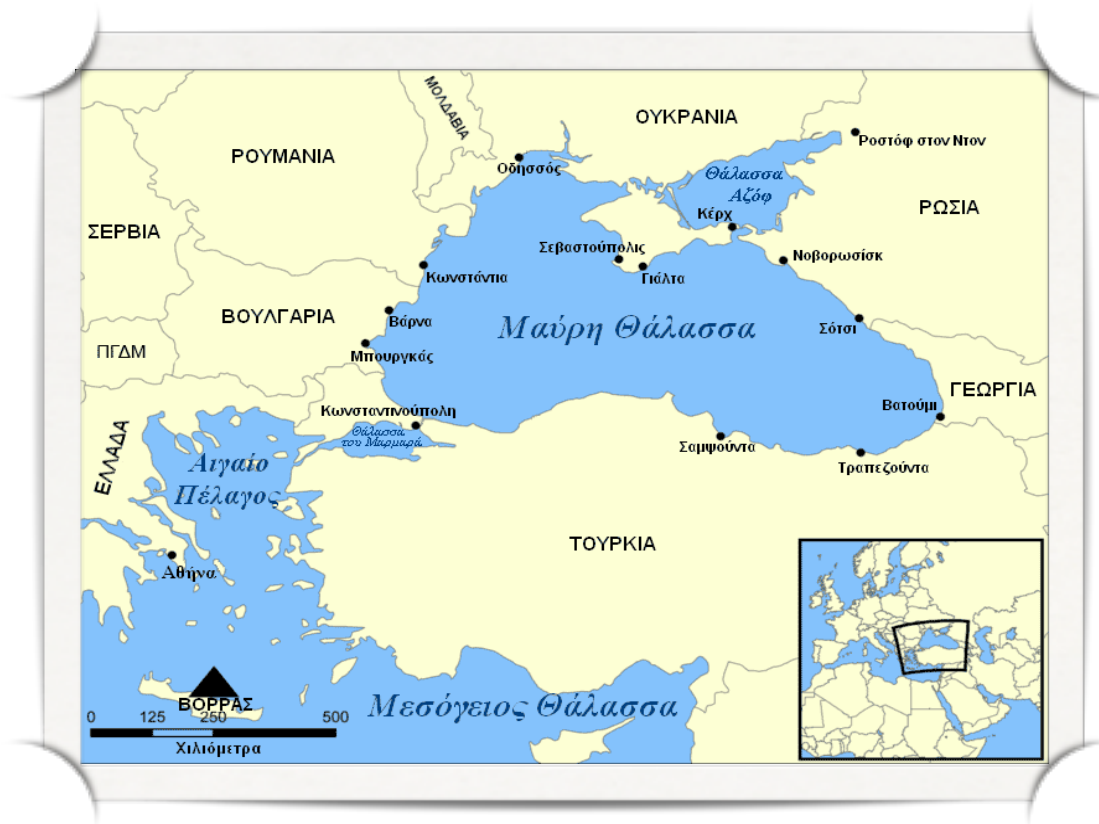 ΜΟΛΔΑΒΙΑ
ΟΥΚΡΑΝΙΑ
Ροστόφ στον Ντον
ΡΟΥΜΑΝΙΑ
Οδησσός
Θάλασσα
Αζόφ
Κέρχ
ΡΩΣΙΑ
ΣΕΡΒΙΑ
Σεβαστούπολις
Νοβορωσίσκ
Κωνστάντια
Γιάλτα
ΒΟΥΛΓΑΡΙΑ
Βάρνα
Μαύρη Θάλασσα
Σότσι
ΠΓΔΜ
Μπουργκάς
ΓΕΩΡΓΙΑ
Κωνσταντινούπολη
Βατούμι
Θάλασσα
του Μαρμαρά
ΕΛΛΑΔΑ
Αιγαίο
Πέλαγος
Σαμψούντα
Τραπεζούντα
ΤΟΥΡΚΙΑ
Αθήνα
ΒΟΡΡΑΣ
Μεσόγειος Θάλασσα
0 125 250 500
Χιλιόμετρα